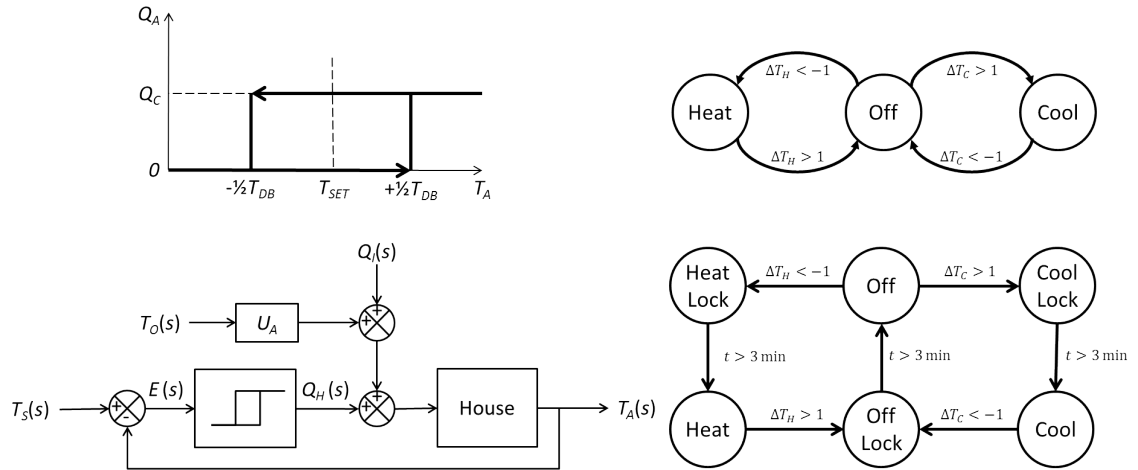 Q_A
Q_C
0
-½T_DB
T_SET
+½T_DB
T_A
ΔT_H < −1
ΔT_C > 1
Heat
Off
Cool
ΔT_H > 1
ΔT_C < −1
Q_I(s)
T_O(s)
U_A
+
+
T_S(s)
+
-
E(s)
Q_H(s)
+
+
House
T_A(s)
Heat
Lock
ΔT_H < −1
Off
ΔT_C > 1
Cool
Lock
t > 3 min
t > 3 min
t > 3 min
Heat
ΔT_H > 1
Off
Lock
ΔT_C < −1
Cool